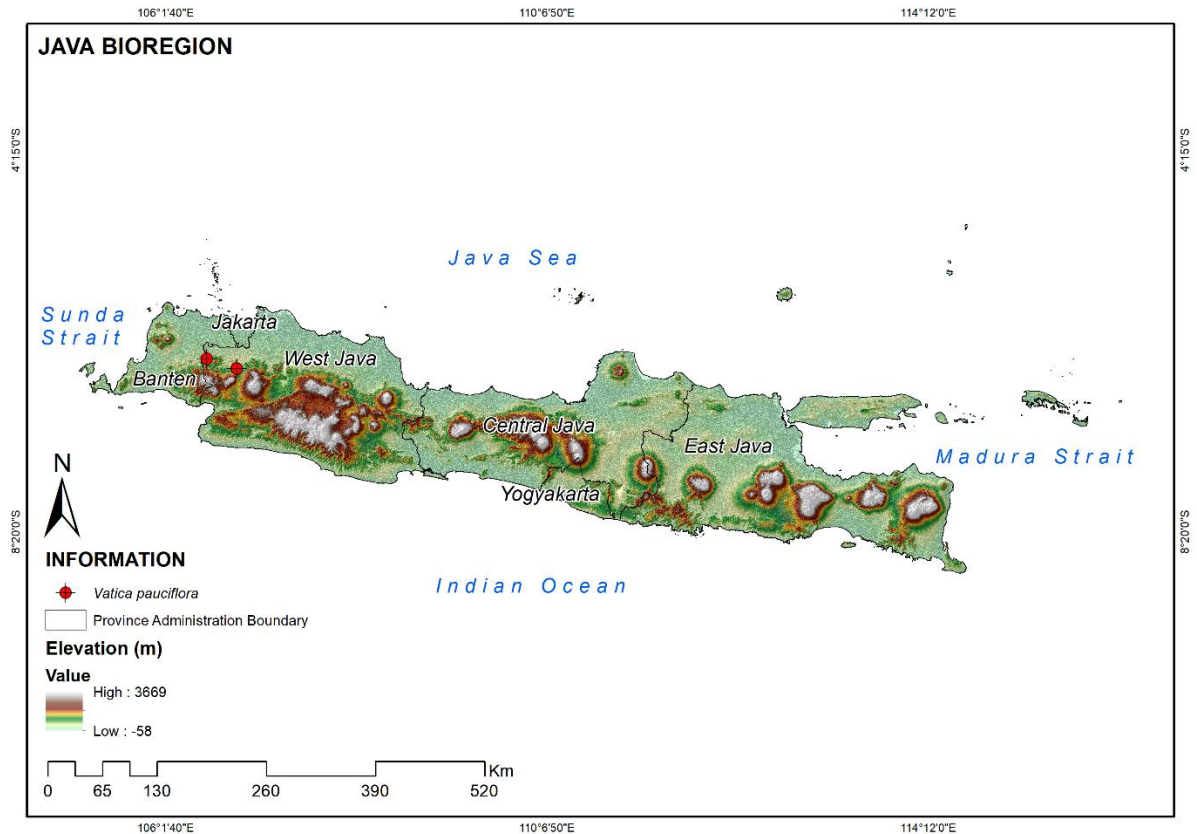 106°1'40"E
110°6'50"E
114°12'0"E
JAVA BIOREGION
4°15'0"S
4°15'0"S
Java Sea
Sunda
Strait
Jakarta
West Java
Banten
Central Java
East Java
Madura Strait
Yogyakarta
N
8°20'0"S
8°20'0"S
INFORMATION
Vatica pauciflora
Province Administration Boundary
Indian Ocean
Elevation (m)
Value
High : 3669
Low : -58
Km
0 65 130 260 390 520
106°1'40"E
110°6'50"E
114°12'0"E